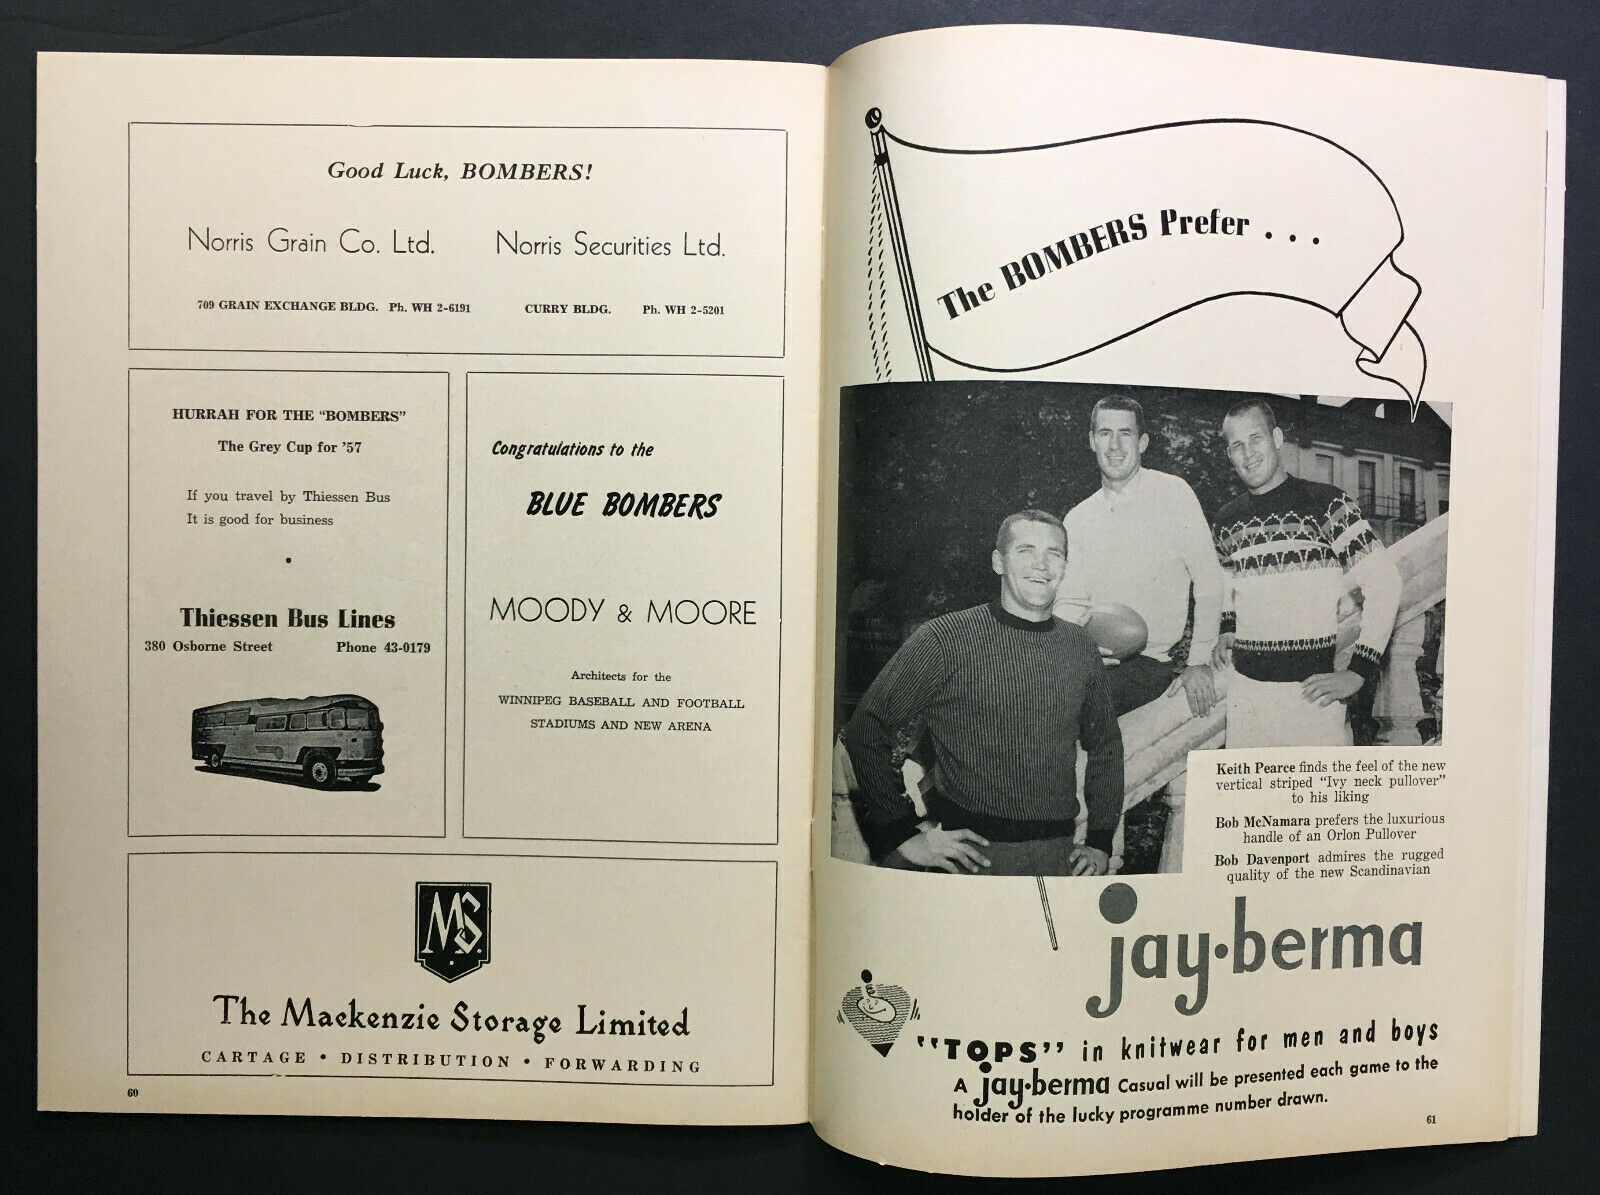 Good Luck, BOMBERS!
Norris Grain Co. Ltd.
709 GRAIN EXCHANGE BLDG. Ph. WH 2-6191
Norris Securities Ltd.
CURRY BLDG. Ph. WH 2-5201
HURRAH FOR THE "BOMBERS"
The Grey Cup for '57
If you travel by Thiessen Bus
It is good for business
Thiessen Bus Lines
380 Osborne Street Phone 43-0179
Congratulations to the
BLUE BOMBERS
MOODY & MOORE
Architects for the
WINNIPEG BASEBALL AND FOOTBALL
STADIUMS AND NEW ARENA
MS
The Mackenzie Storage Limited
CARTAGE • DISTRIBUTION • FORWARDING
60
The BOMBERS Prefer . . .
Keith Pearce finds the feel of the new
vertical striped "Ivy neck pullover"
to his liking
Bob McNamara prefers the luxurious
handle of an Orlon Pullover
Bob Davenport admires the rugged
quality of the new Scandinavian
jay·berma
"TOPS" in knitwear for men and boys
A jay·berma Casual will be presented each game to the
holder of the lucky programme number drawn.
61